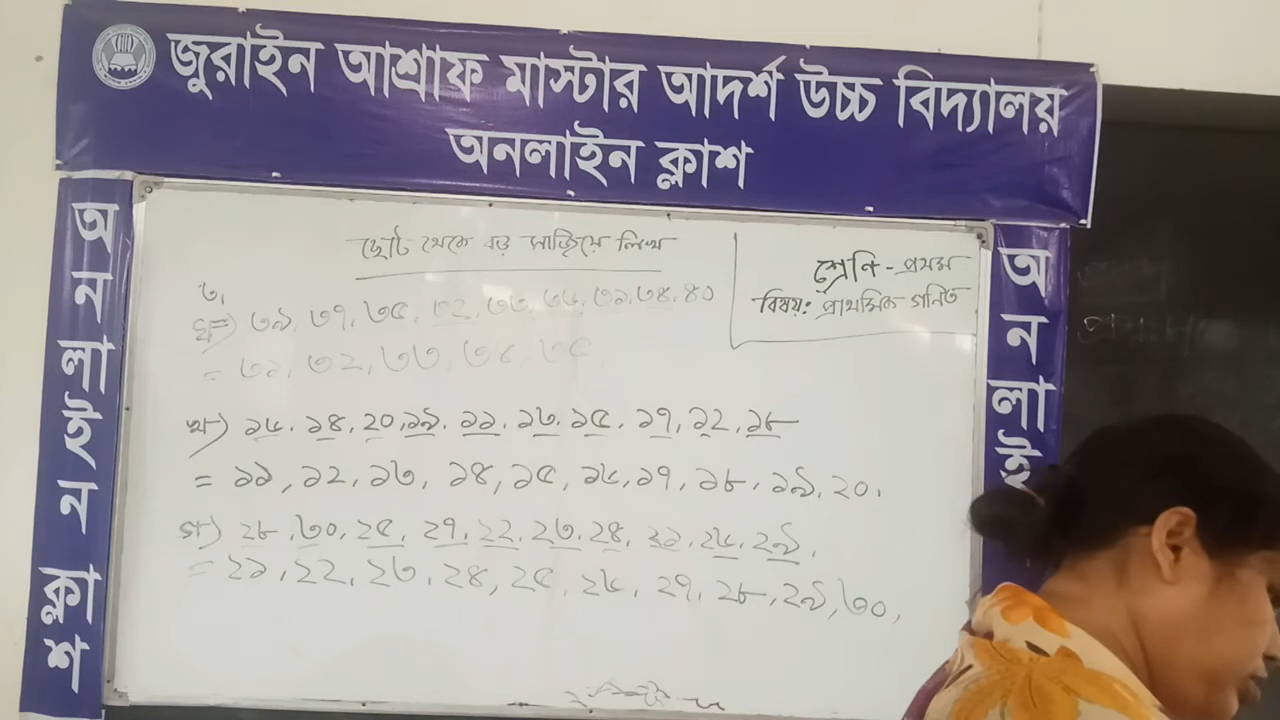 জুরাইন আশ্রাফ মাস্টার আদর্শ উচ্চ বিদ্যালয়
অনলাইন ক্লাশ
অনলাইন ক্লাশ
ছোট থেকে বড় সাজিয়ে লিখ
শ্রেণি - প্রথম
বিষয়: প্রাথমিক গনিত
৩,
ঘ) ৩৯, ৩৭, ৩৫, ৩২, ৩৩, ৩৬, ৩১, ৩৪, ৪০
= ৩১, ৩২, ৩৩, ৩৪, ৩৫,
খ) ১৬, ১৪, ২০, ১৯, ১১, ১৩, ১৫, ১৭, ১২, ১৮
= ১১, ১২, ১৩, ১৪, ১৫, ১৬, ১৭, ১৮, ১৯, ২০,
গ) ২৮, ৩০, ২৫, ২৭, ২২, ২৩, ২৪, ২১, ২৬, ২৯,
= ২১, ২২, ২৩, ২৪, ২৫, ২৬, ২৭, ২৮, ২৯, ৩০,
অনলাই